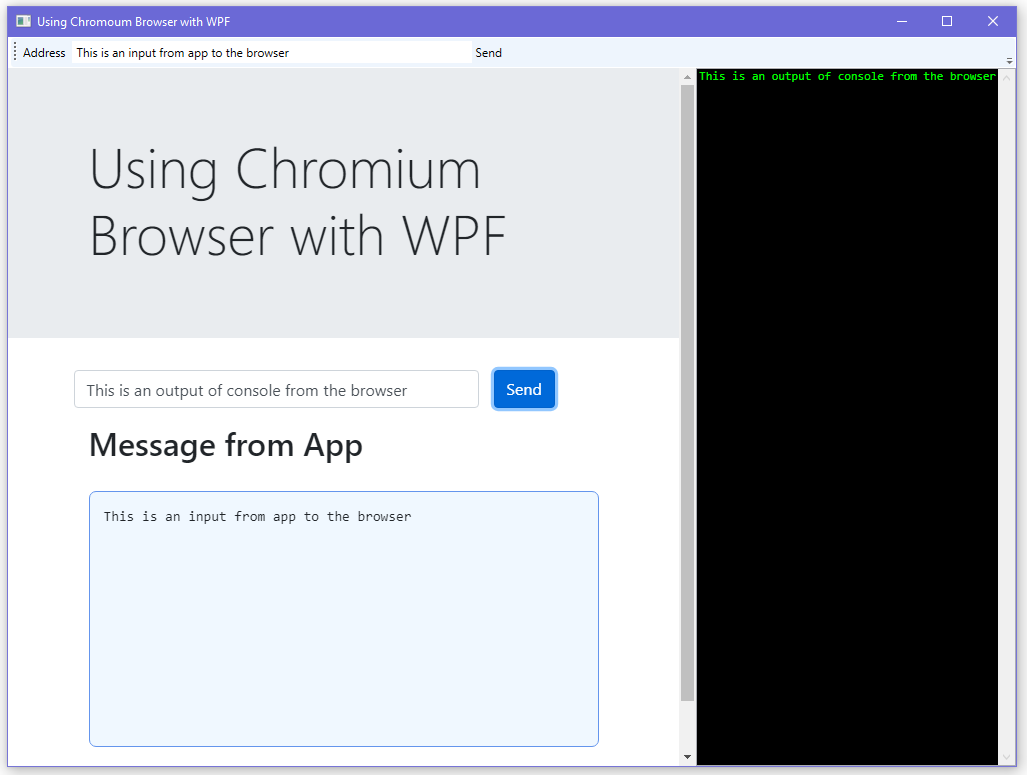 Using Chromoum Browser with WPF
Address This is an input from app to the browser Send
Using Chromium
Browser with WPF
This is an output of console from the browser Send
Message from App
This is an input from app to the browser
This is an output of console from the browser